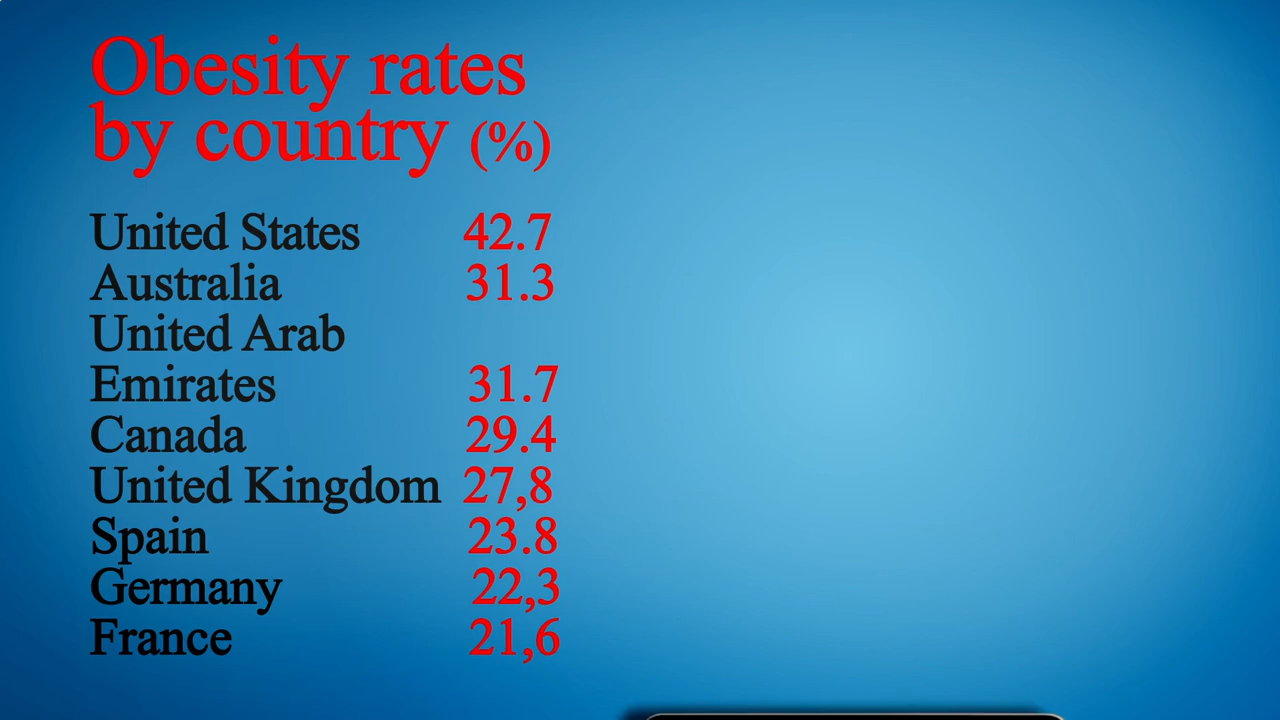 Obesity rates
by country (%)
United States 42.7
Australia 31.3
United Arab
Emirates 31.7
Canada 29.4
United Kingdom 27,8
Spain 23.8
Germany 22,3
France 21,6